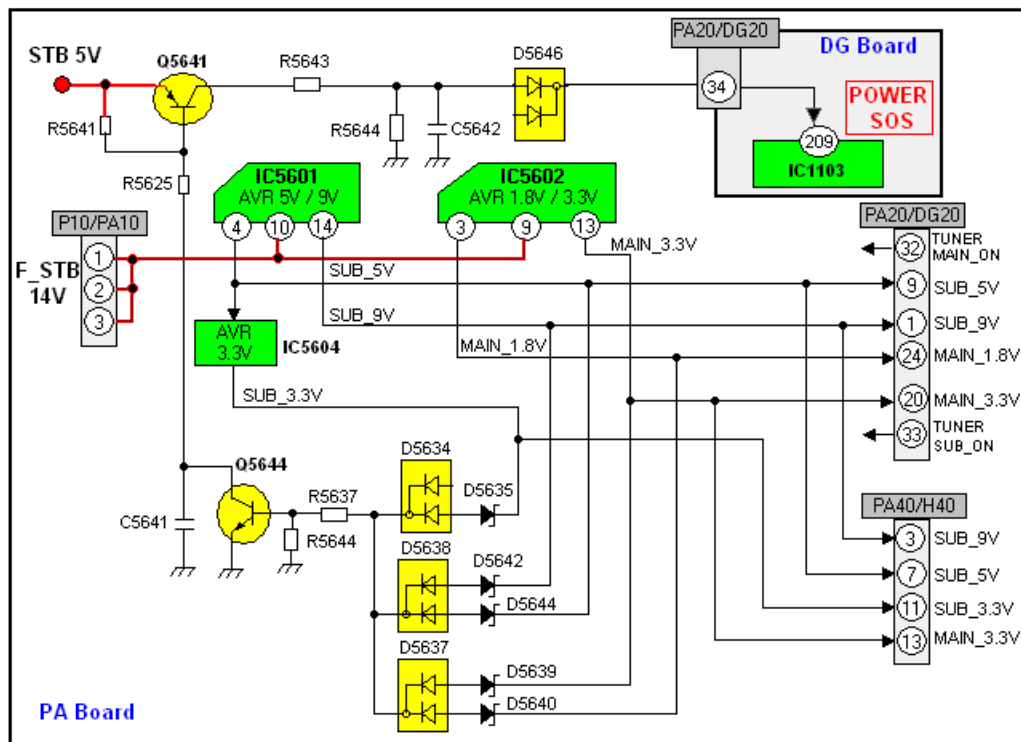 PA20/DG20
DG Board
STB 5V
Q5641
R5643
D5646
34
POWER
SOS
R5641
R5644
C5642
209
IC1103
R5625
IC5601
AVR 5V / 9V
4
10
14
IC5602
AVR 1.8V / 3.3V
3
9
13
P10/PA10
1
2
3
F_STB
14V
SUB_5V
SUB_9V
MAIN_3.3V
MAIN_1.8V
AVR
3.3V
IC5604
SUB_3.3V
PA20/DG20
32
TUNER
MAIN_ON
9
SUB_5V
1
SUB_9V
24
MAIN_1.8V
20
MAIN_3.3V
33
TUNER
SUB_ON
Q5644
C5641
R5637
R5644
D5634
D5635
D5638
D5642
D5644
D5637
D5639
D5640
PA40/H40
3
SUB_9V
7
SUB_5V
11
SUB_3.3V
13
MAIN_3.3V
PA Board